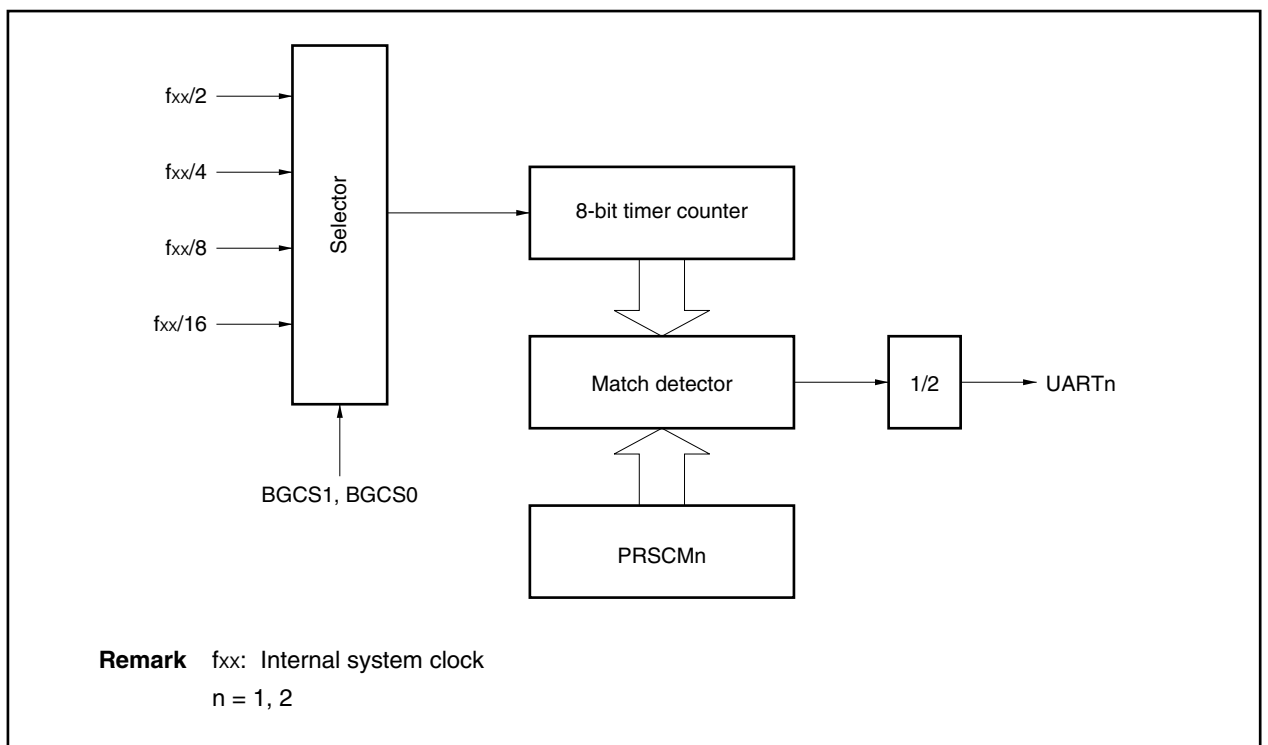 fxx/2
fxx/4
fxx/8
fxx/16
Selector
BGCS1, BGCS0
8-bit timer counter
Match detector
1/2
UARTn
PRSCMn
Remark fxx: Internal system clock
n = 1, 2